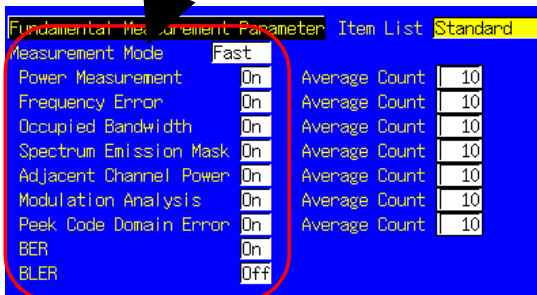 Fundamental Measurement Parameter Item List Standard
Measurement Mode Fast
Power Measurement On Average Count 10
Frequency Error On Average Count 10
Occupied Bandwidth On Average Count 10
Spectrum Emission Mask On Average Count 10
Adjacent Channel Power On Average Count 10
Modulation Analysis On Average Count 10
Peek Code Domain Error On Average Count 10
BER On
BLER Off